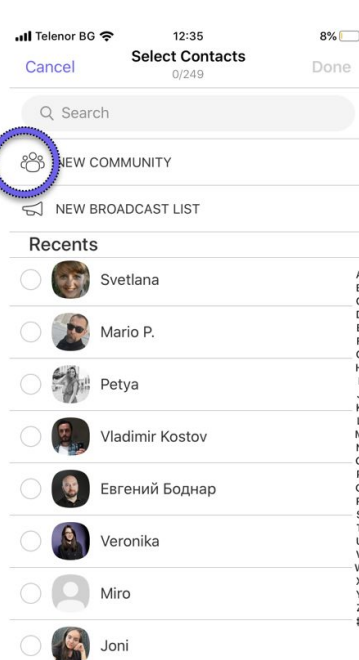 Telenor BG
12:35
8%
Cancel
Select Contacts
Done
0/249
Search
NEW COMMUNITY
NEW BROADCAST LIST
Recents
Svetlana
Mario P.
Petya
Vladimir Kostov
Евгений Боднар
Veronika
Miro
Joni